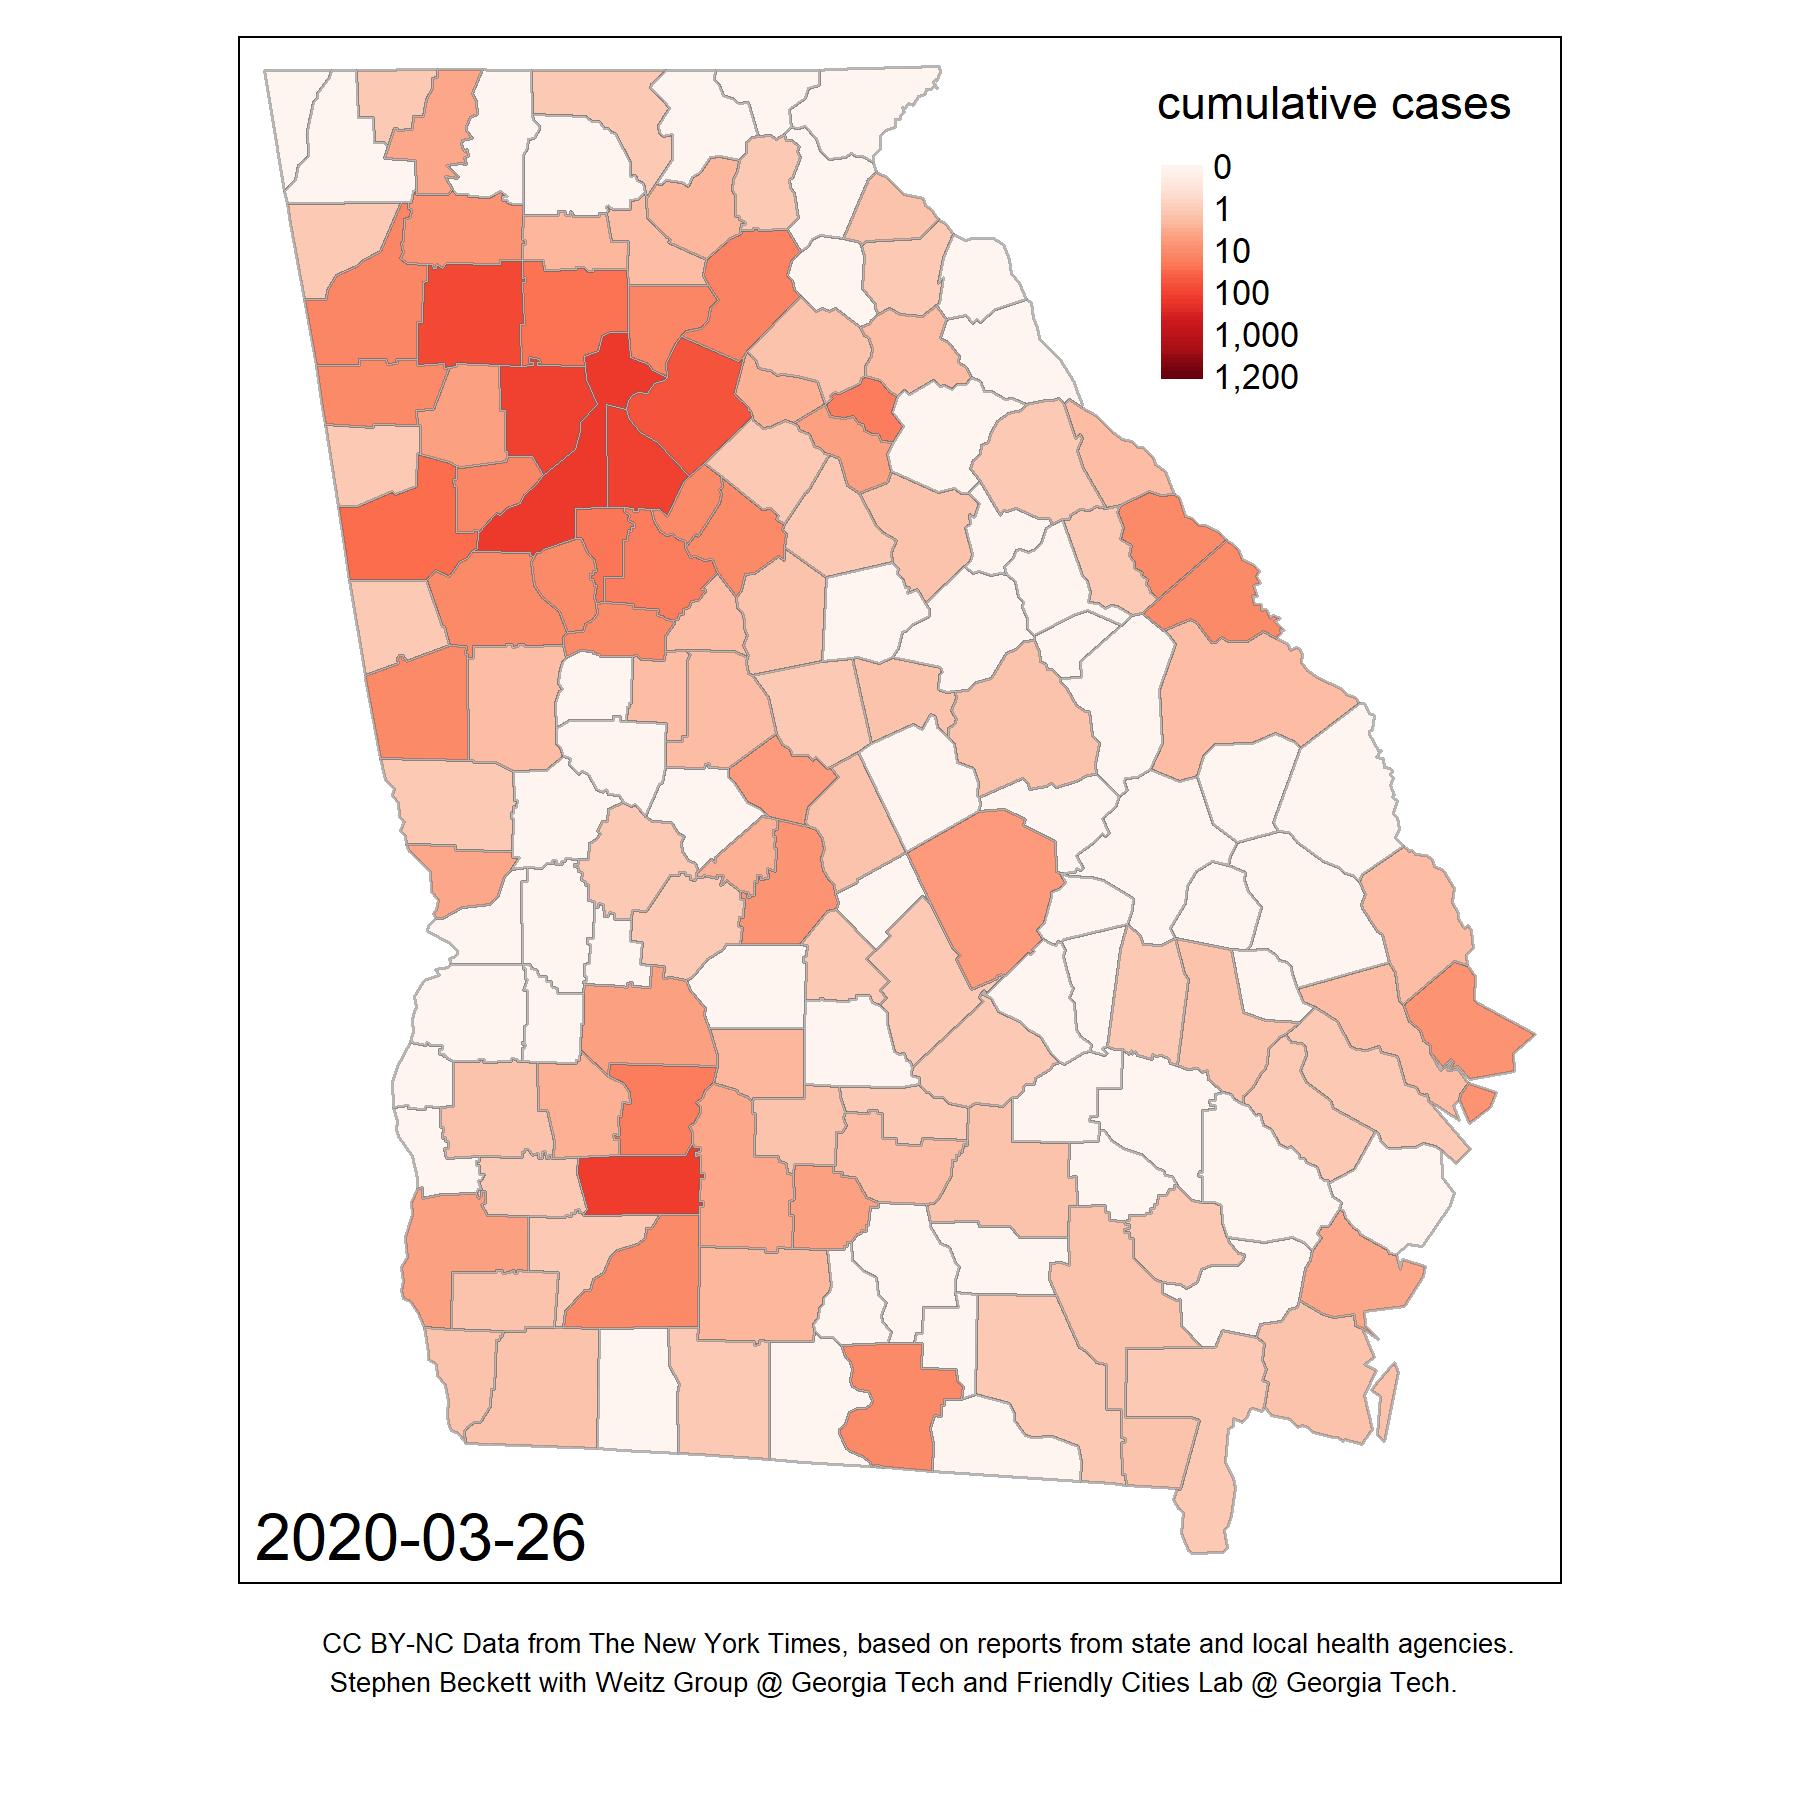 cumulative cases
0
1
10
100
1,000
1,200
2020-03-26
CC BY-NC Data from The New York Times, based on reports from state and local health agencies.
Stephen Beckett with Weitz Group @ Georgia Tech and Friendly Cities Lab @ Georgia Tech.